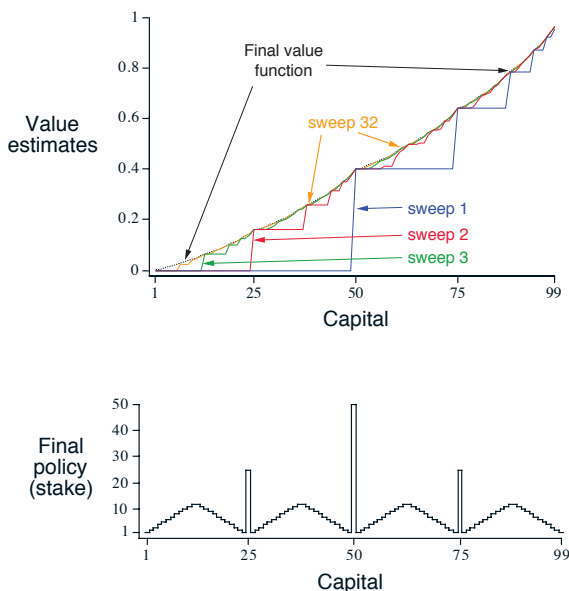 1
0.8
0.6
0.4
0.2
0
Value
estimates
Final value
function
sweep 32
sweep 1
sweep 2
sweep 3
1 25 50 75 99
Capital
50
40
30
20
10
1
Final
policy
(stake)
1 25 50 75 99
Capital